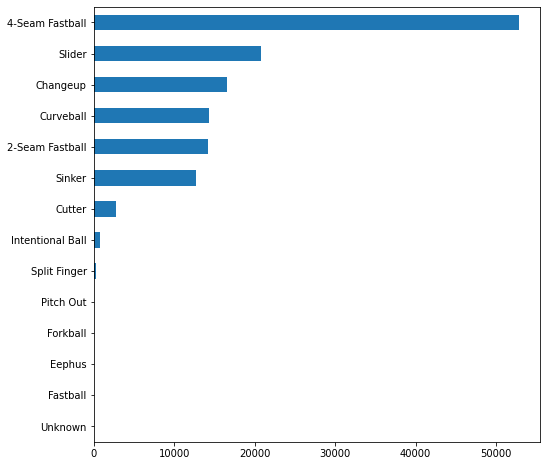 4-Seam Fastball
Slider
Changeup
Curveball
2-Seam Fastball
Sinker
Cutter
Intentional Ball
Split Finger
Pitch Out
Forkball
Eephus
Fastball
Unknown
0 10000 20000 30000 40000 50000